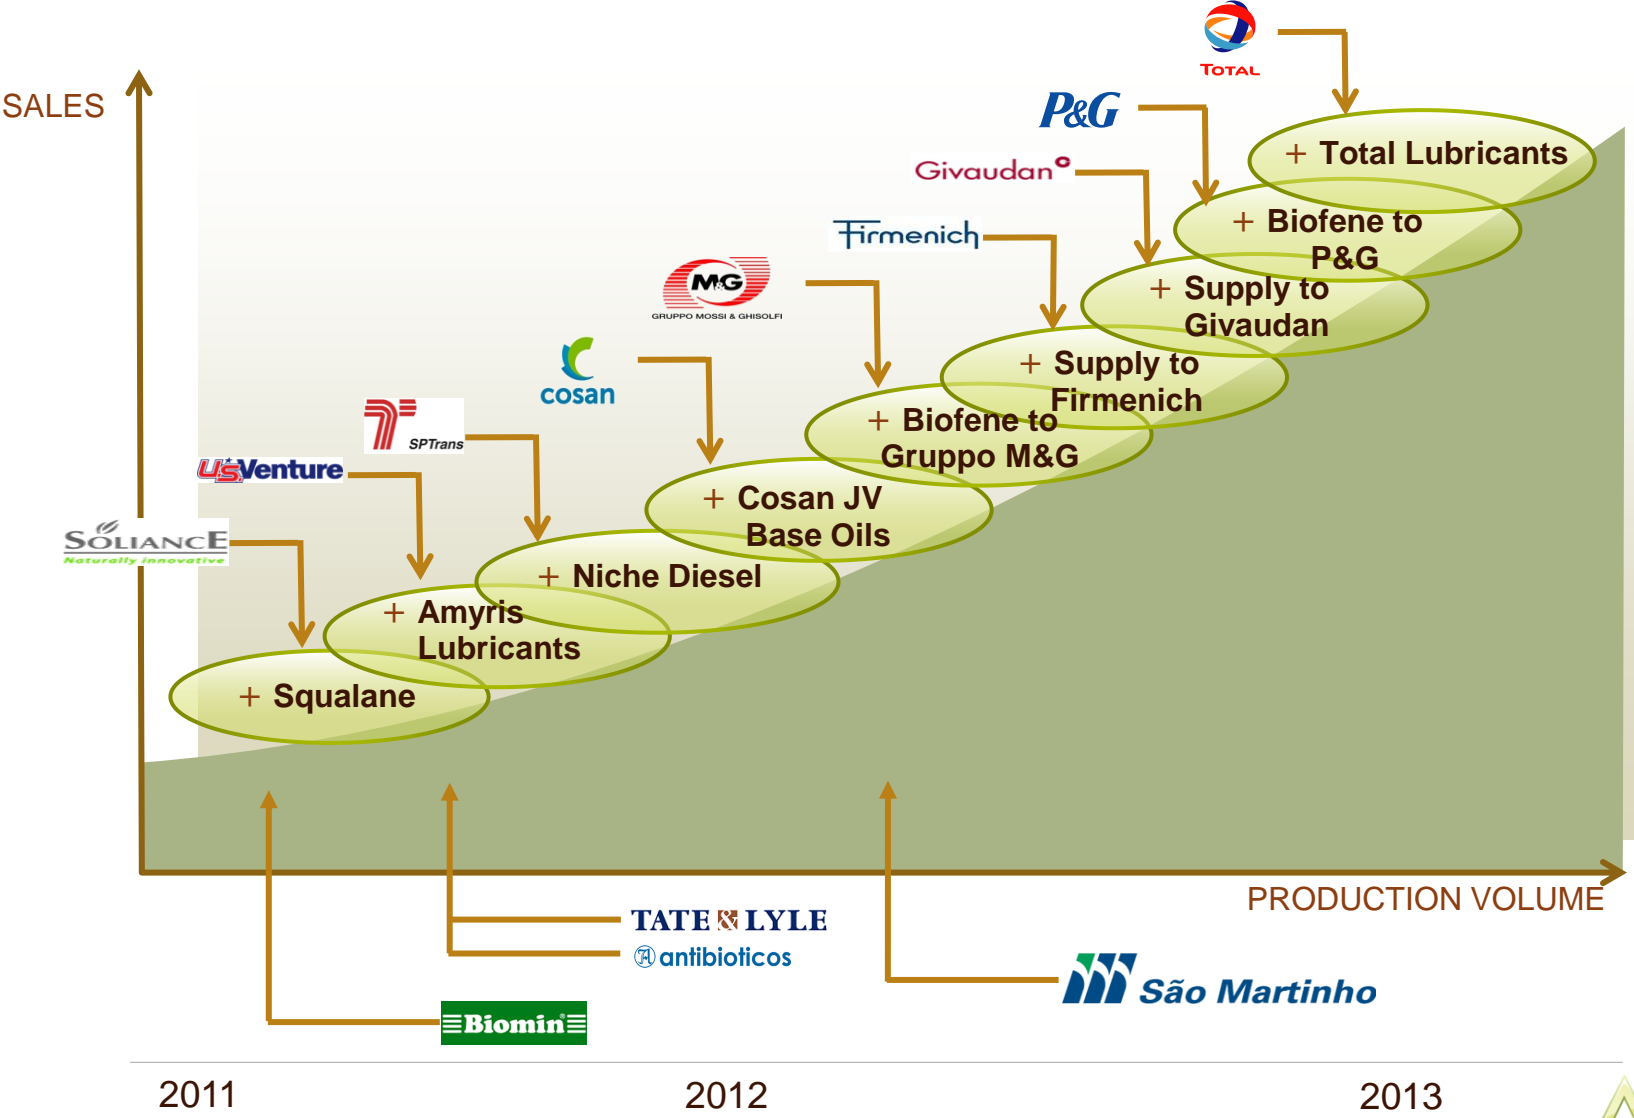 TOTAL
SALES
P&G
+ Total Lubricants
Givaudan
+ Biofene to
P&G
Firmenich
M&G
GRUPPO MOSSI & GHISOLFI
+ Supply to
Givaudan
cosan
+ Supply to
Firmenich
SPTrans
+ Biofene to
Gruppo M&G
U.S.Venture
+ Cosan JV
Base Oils
SOLIANCE
Naturally innovative
+ Niche Diesel
+ Amyris
Lubricants
+ Squalane
PRODUCTION VOLUME
TATE & LYLE
antibioticos
São Martinho
Biomin®
2011
2012
2013